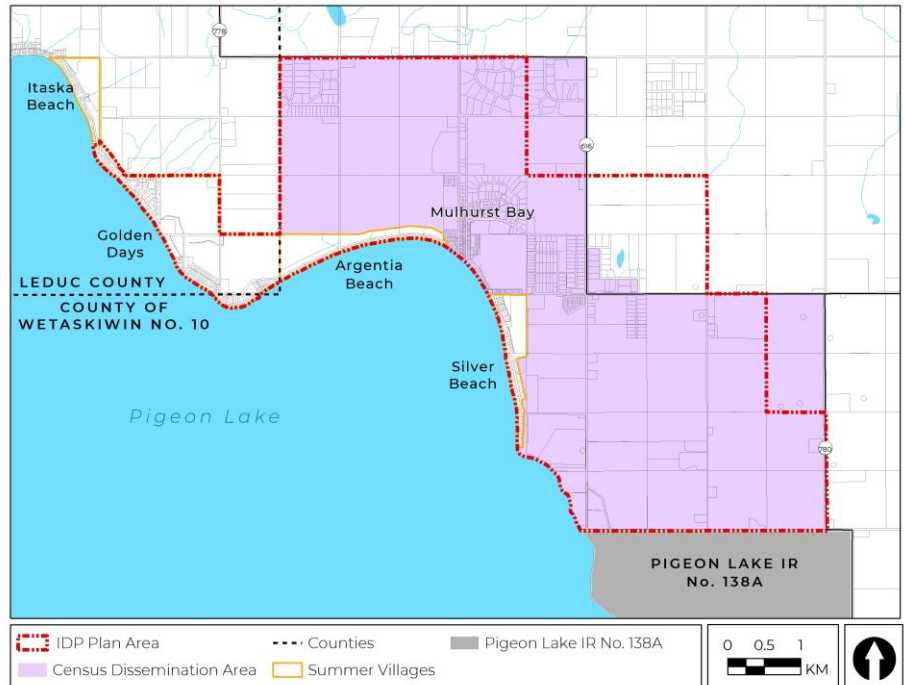 778
Itaska
Beach
616
Mulhurst Bay
Golden
Days
Argentia
Beach
LEDUC COUNTY
COUNTY OF
WETASKIWIN NO. 10
Silver
Beach
Pigeon Lake
780
PIGEON LAKE IR
No. 138A
IDP Plan Area
Counties
Pigeon Lake IR No. 138A
Census Dissemination Area
Summer Villages
0 0.5 1
KM